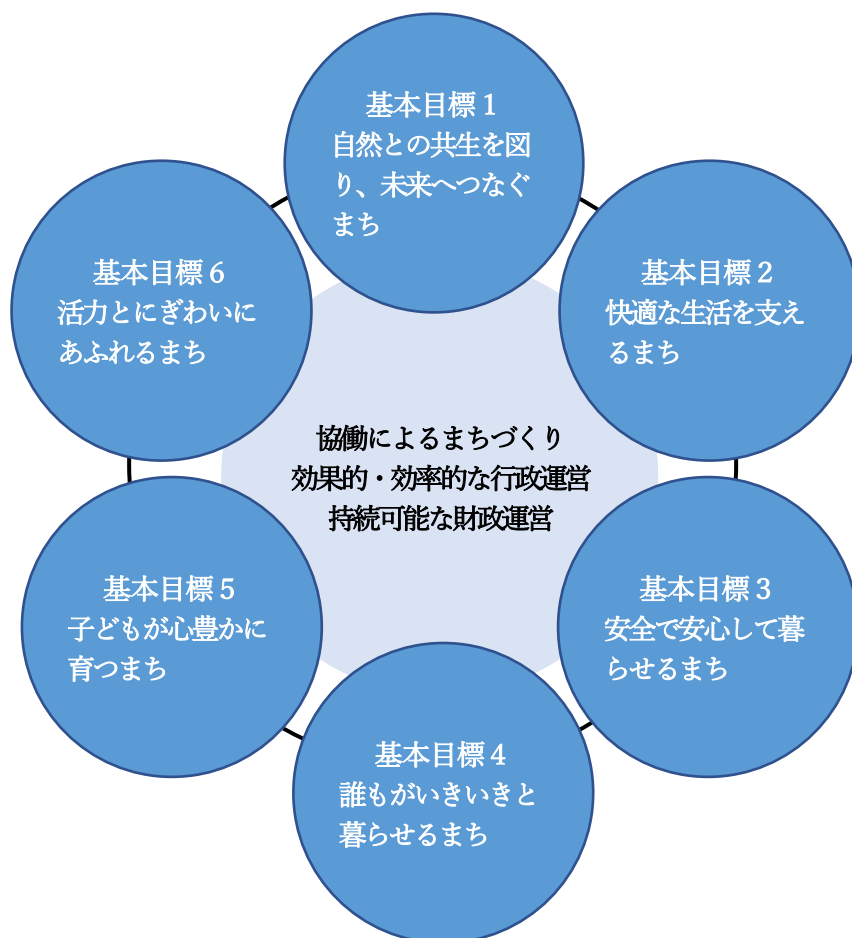 基本目標１
自然との共生を図
り、未来へつなぐ
まち
基本目標２
快適な生活を支え
るまち
基本目標３
安全で安心して暮
らせるまち
基本目標４
誰もがいきいきと
暮らせるまち
基本目標５
子どもが心豊かに
育つまち
基本目標６
活力とにぎわいに
あふれるまち
協働によるまちづくり
効果的・効率的な行政運営
持続可能な財政運営